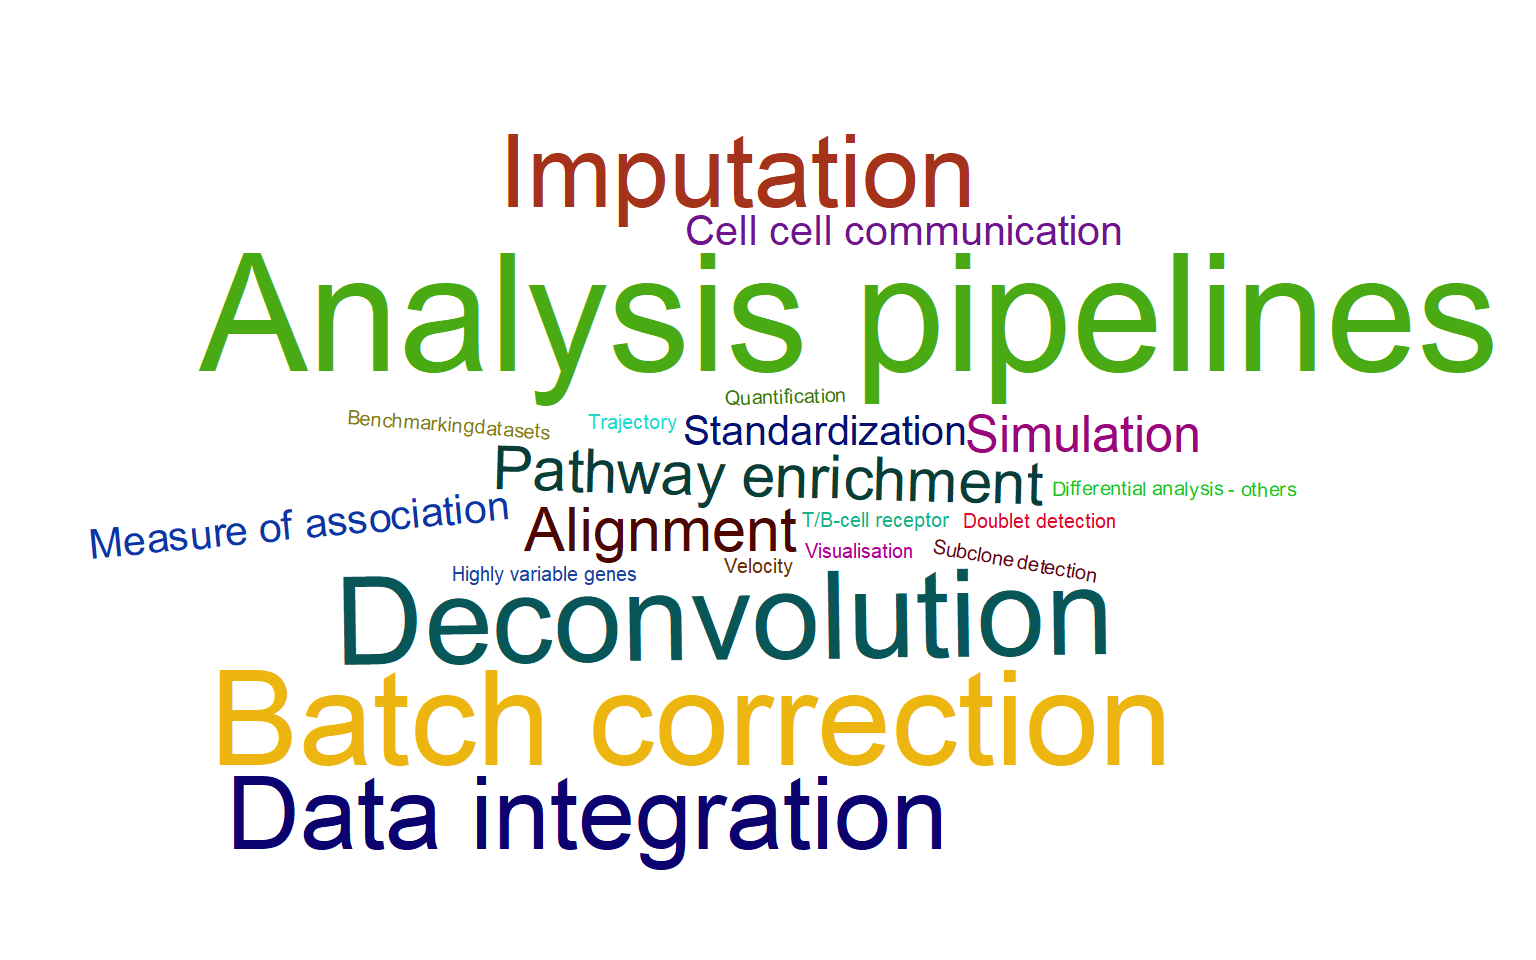 Imputation
Cell cell communication
Analysis pipelines
Quantification
Benchmarkingdatasets
Trajectory
Standardization
Simulation
Pathway enrichment
Differential analysis - others
Measure of association
Alignment
T/B-cell receptor
Doublet detection
Visualisation
Subclone detection
Velocity
Highly variable genes
Deconvolution
Batch correction
Data integration